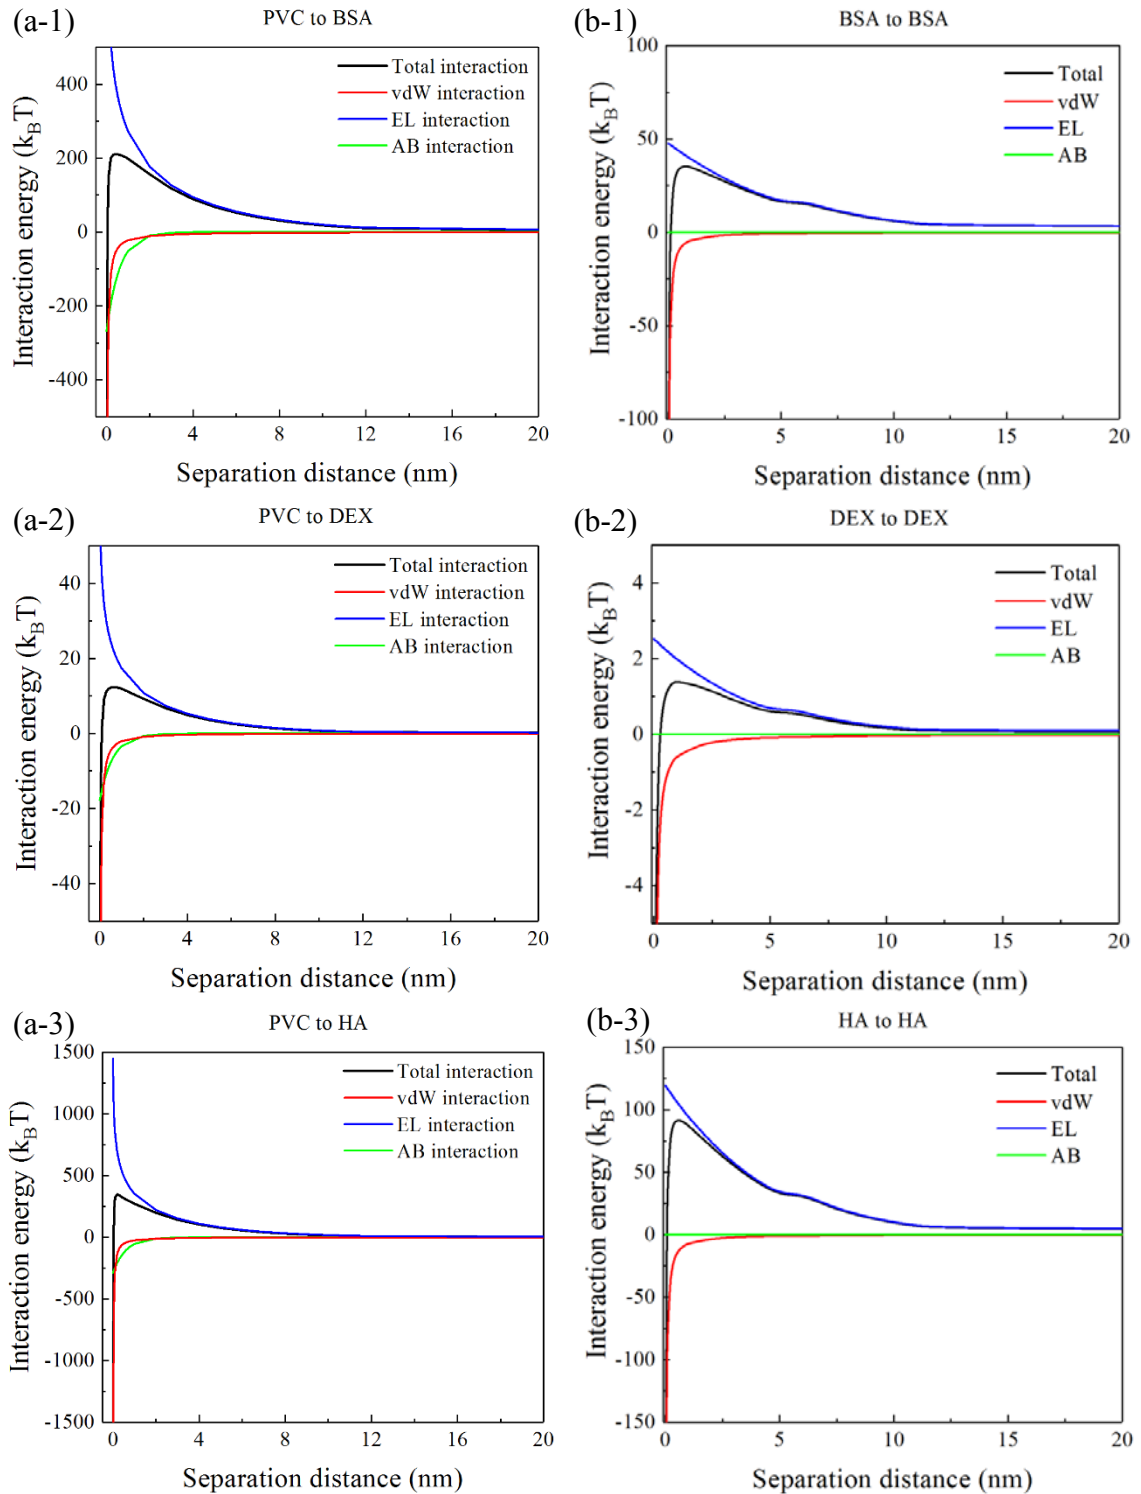 (a-1)
PVC to BSA
Total interaction
vdW interaction
EL interaction
AB interaction
400
200
0
-200
-400
0 4 8 12 16 20
Interaction energy (k_BT)
Separation distance (nm)
(b-1)
BSA to BSA
Total
vdW
EL
AB
100
50
0
-50
-100
0 5 10 15 20
Interaction energy (k_BT)
Separation distance (nm)
(a-2)
PVC to DEX
Total interaction
vdW interaction
EL interaction
AB interaction
40
20
0
-20
-40
0 4 8 12 16 20
Interaction energy (k_BT)
Separation distance (nm)
(b-2)
DEX to DEX
Total
vdW
EL
AB
4
2
0
-2
-4
0 5 10 15 20
Interaction energy (k_BT)
Separation distance (nm)
(a-3)
PVC to HA
Total interaction
vdW interaction
EL interaction
AB interaction
1500
1000
500
0
-500
-1000
-1500
0 4 8 12 16 20
Interaction energy (k_BT)
Separation distance (nm)
(b-3)
HA to HA
Total
vdW
EL
AB
150
100
50
0
-50
-100
-150
0 5 10 15 20
Interaction energy (k_BT)
Separation distance (nm)